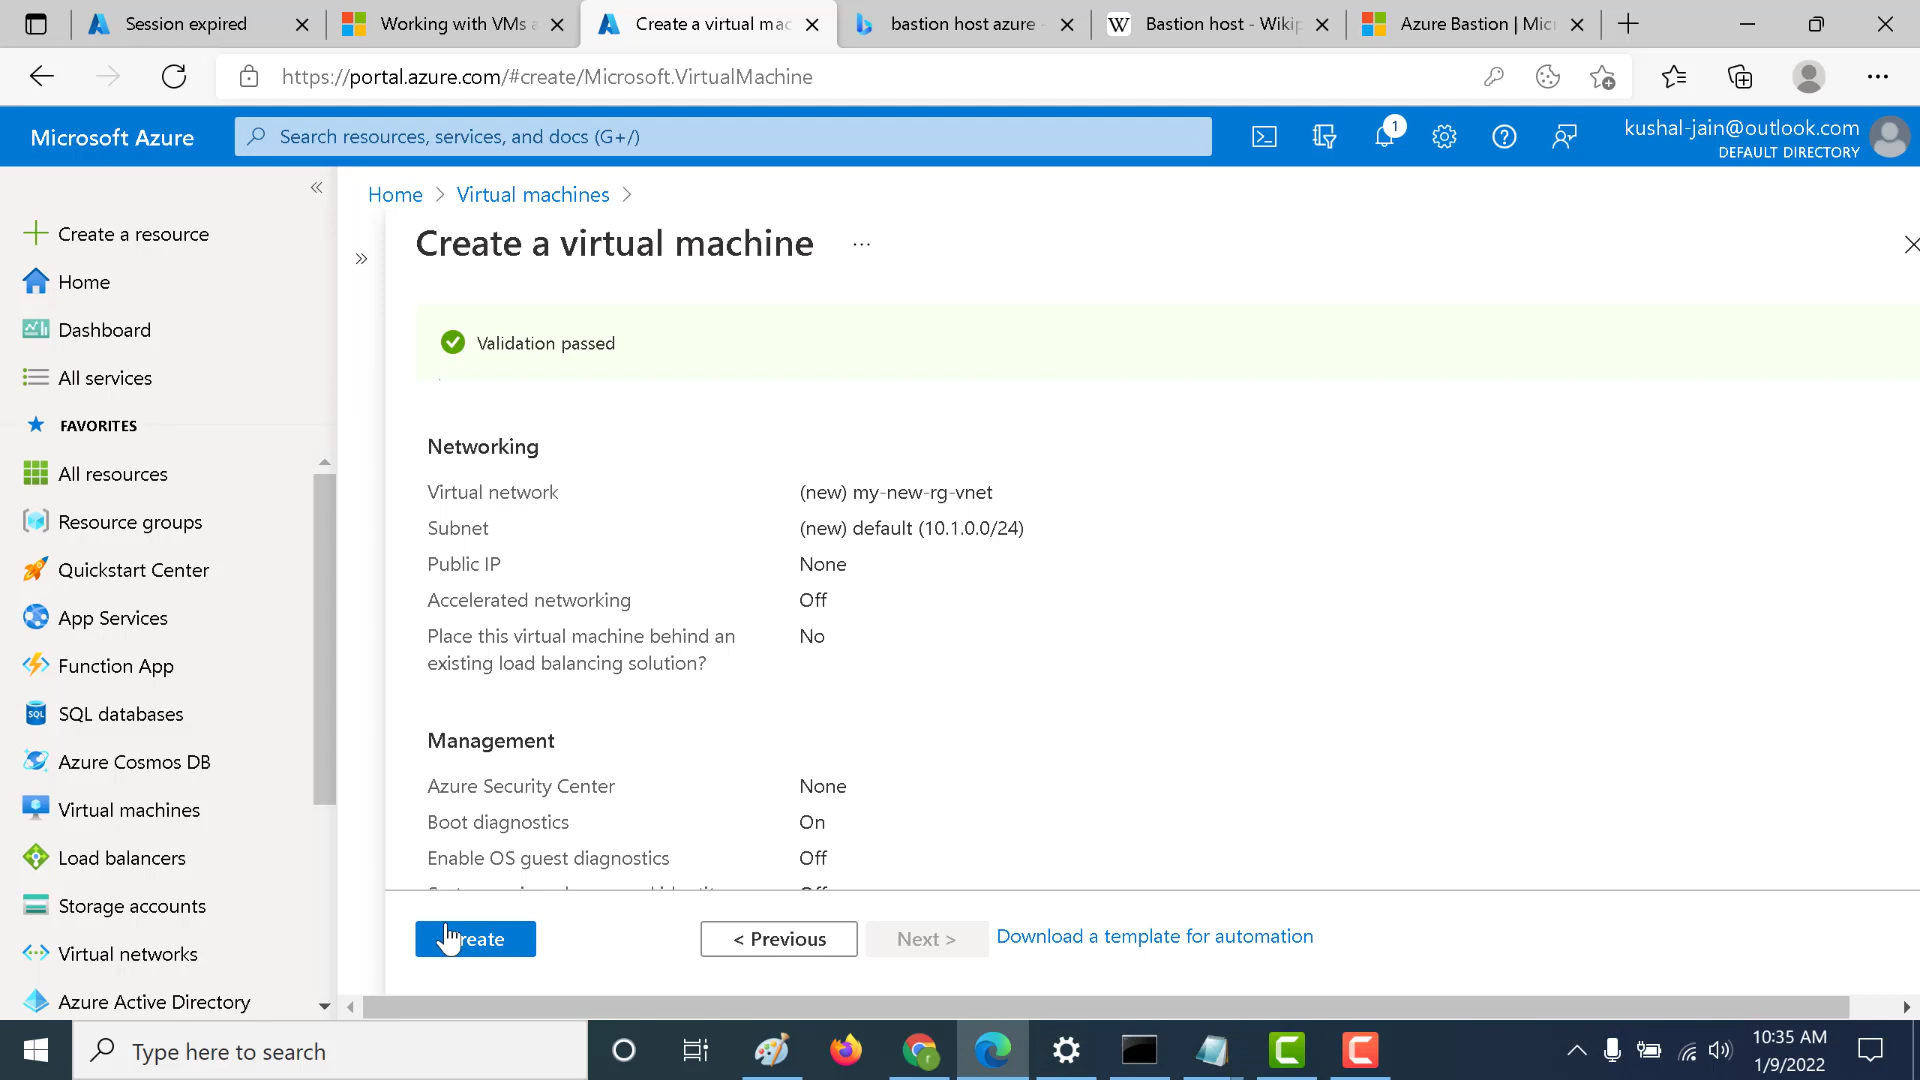 Session expired
Working with VMs a
Create a virtual mac
bastion host azure -
Bastion host - Wikip
Azure Bastion | Micr
https://portal.azure.com/#create/Microsoft.VirtualMachine
Microsoft Azure
Search resources, services, and docs (G+/)
1
kushal-jain@outlook.com
DEFAULT DIRECTORY
Create a resource
Home
Dashboard
All services
FAVORITES
All resources
Resource groups
Quickstart Center
App Services
Function App
SQL databases
Azure Cosmos DB
Virtual machines
Load balancers
Storage accounts
Virtual networks
Azure Active Directory
Home > Virtual machines >
Create a virtual machine ...
Validation passed
Networking
Virtual network (new) my-new-rg-vnet
Subnet (new) default (10.1.0.0/24)
Public IP None
Accelerated networking Off
Place this virtual machine behind an No
existing load balancing solution?
Management
Azure Security Center None
Boot diagnostics On
Enable OS guest diagnostics Off
Create
< Previous
Next >
Download a template for automation
Type here to search
10:35 AM
1/9/2022